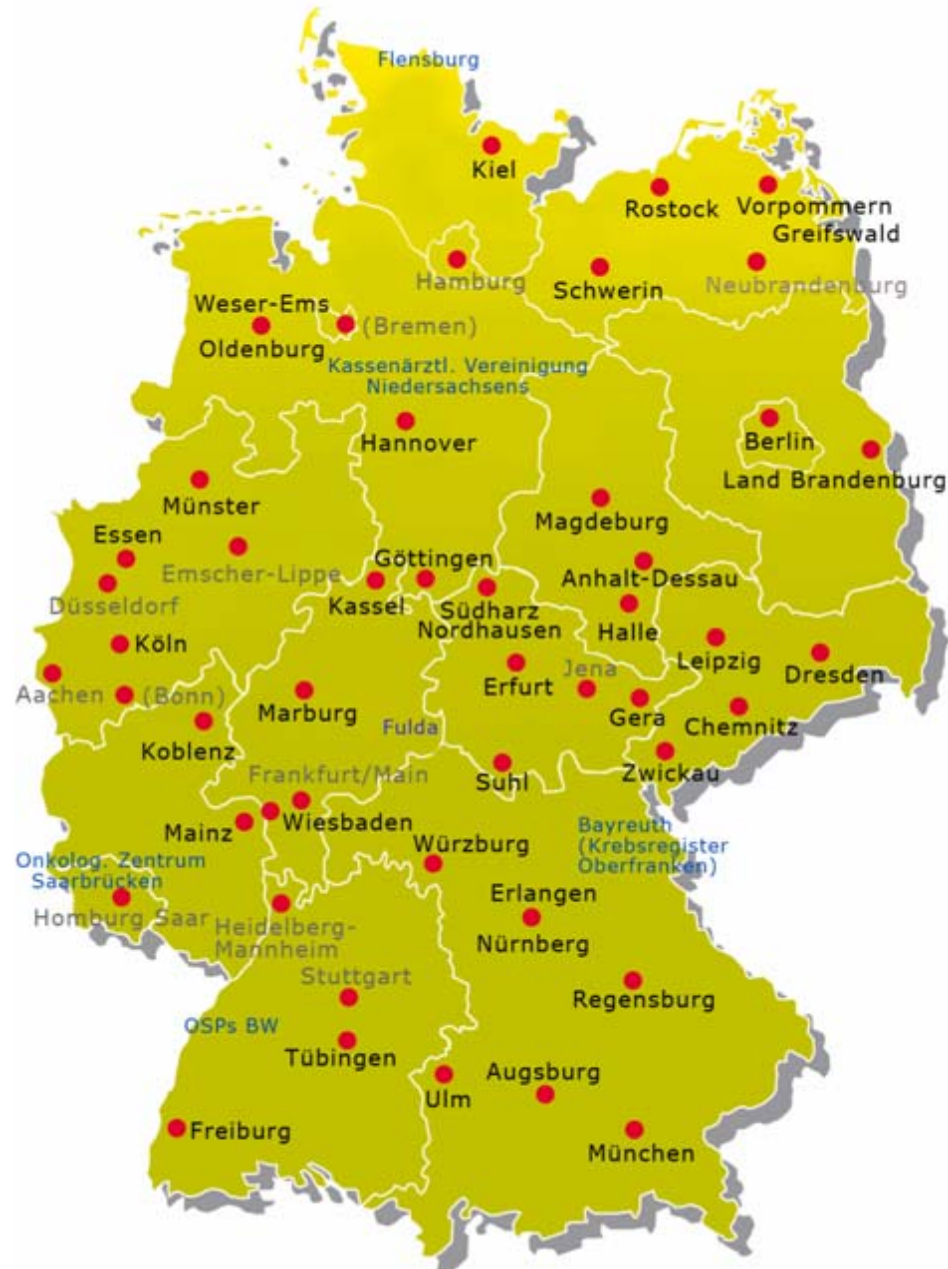 Flensburg
Kiel
Rostock
Vorpommern
Greifswald
Hamburg
Schwerin
Neubrandenburg
Weser-Ems
Oldenburg
(Bremen)
Kassenärztl. Vereinigung
Niedersachsens
Hannover
Berlin
Land Brandenburg
Münster
Magdeburg
Essen
Emscher-Lippe
Göttingen
Anhalt-Dessau
Düsseldorf
Kassel
Südharz
Nordhausen
Halle
Köln
Leipzig
Dresden
Aachen
(Bonn)
Marburg
Erfurt
Jena
Gera
Chemnitz
Koblenz
Fulda
Zwickau
Frankfurt/Main
Suhl
Mainz
Wiesbaden
Würzburg
Bayreuth
(Krebsregister
Oberfranken)
Onkolog. Zentrum
Saarbrücken
Homburg Saar
Heidelberg-
Mannheim
Erlangen
Nürnberg
Stuttgart
Regensburg
OSPs BW
Tübingen
Ulm
Augsburg
Freiburg
München